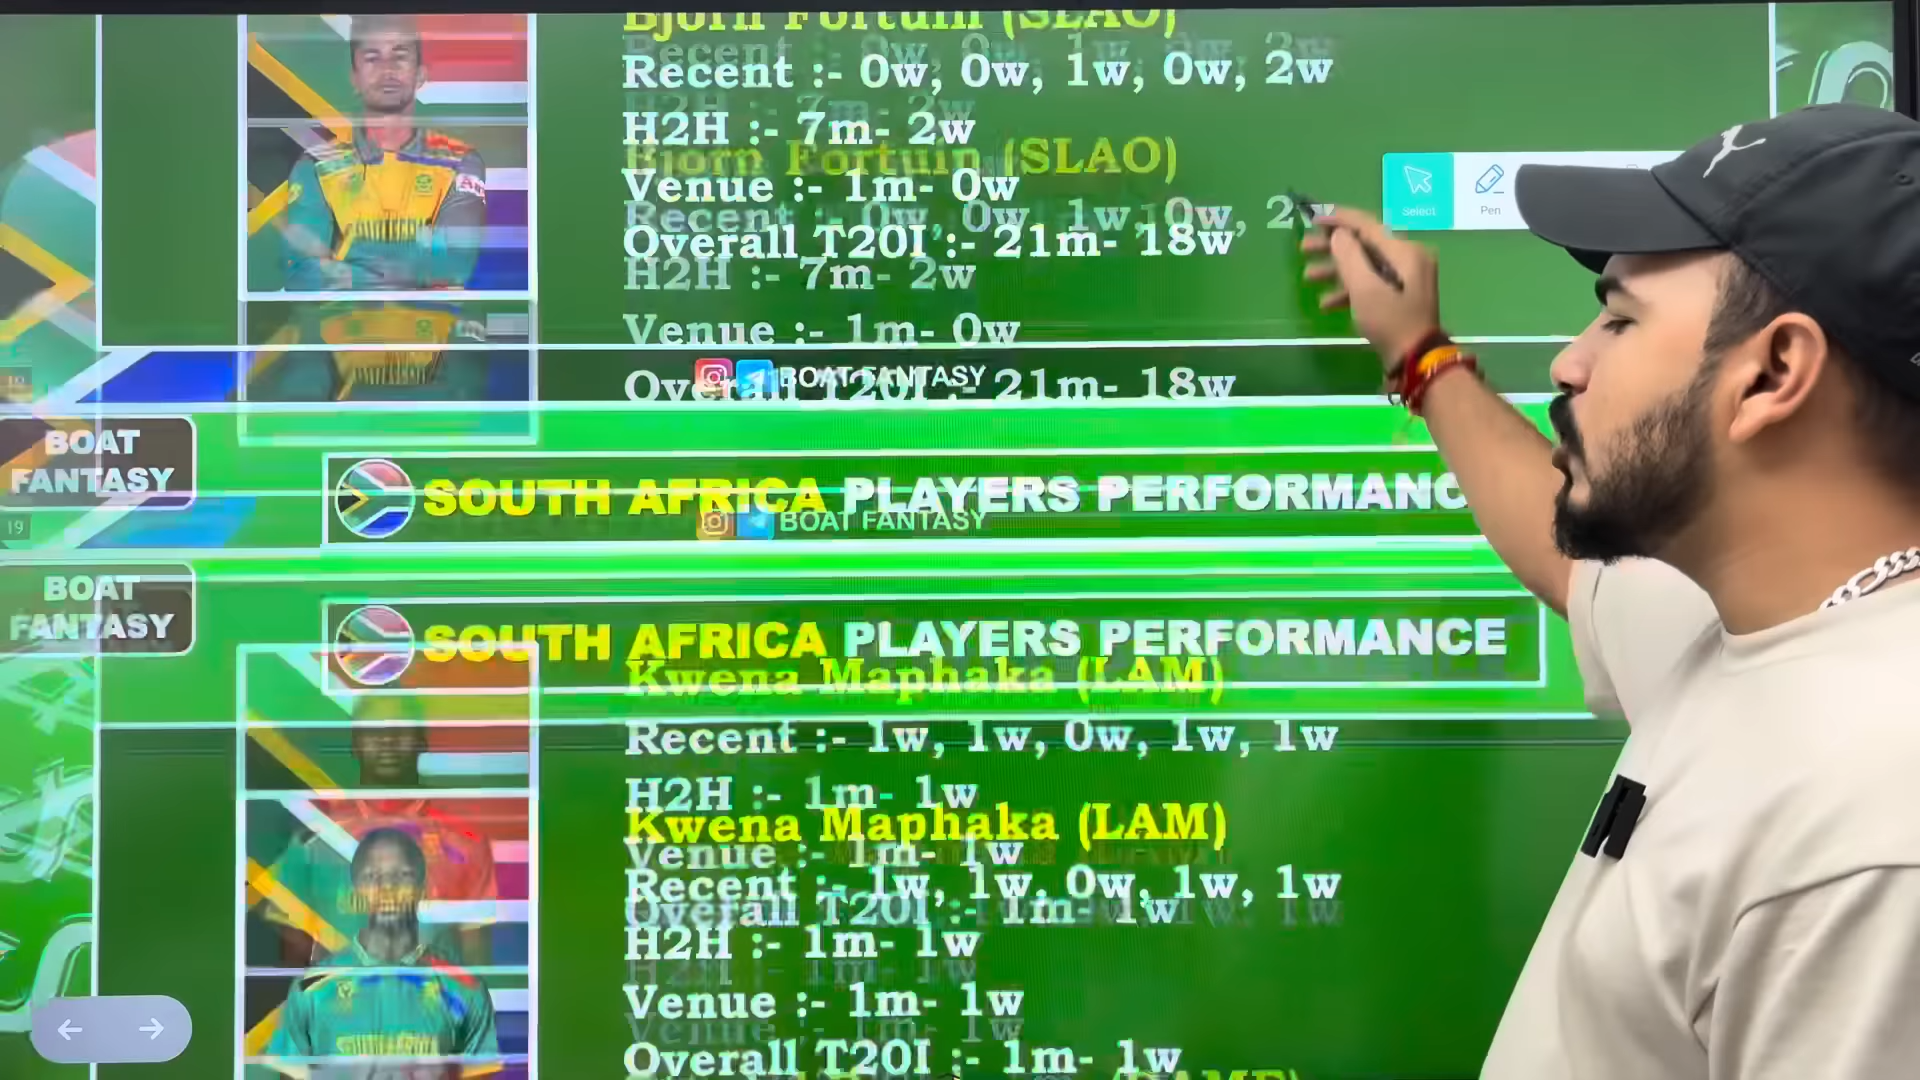 Bjorn Fortuin (SLAO)
Recent :- 0w, 0w, 1w, 0w, 2w
H2H :- 7m- 2w
Bjorn Fortuin (SLAO)
Venue :- 1m- 0w
Recent :- 0w, 0w, 1w, 0w, 2w
Overall T20I :- 21m- 18w
H2H :- 7m- 2w
Venue :- 1m- 0w
BOAT FANTASY
Overall T20I :- 21m- 18w
Select
Pen
BOAT
FANTASY
SOUTH AFRICA PLAYERS PERFORMANC
19
BOAT FANTASY
BOAT
FANTASY
SOUTH AFRICA PLAYERS PERFORMANCE
Kwena Maphaka (LAM)
Recent :- 1w, 1w, 0w, 1w, 1w
H2H :- 1m- 1w
Kwena Maphaka (LAM)
Venue :- 1m- 1w
Recent :- 1w, 1w, 0w, 1w, 1w
Overall T20I :- 1m- 1w
H2H :- 1m- 1w
Venue :- 1m- 1w
Overall T20I :- 1m- 1w